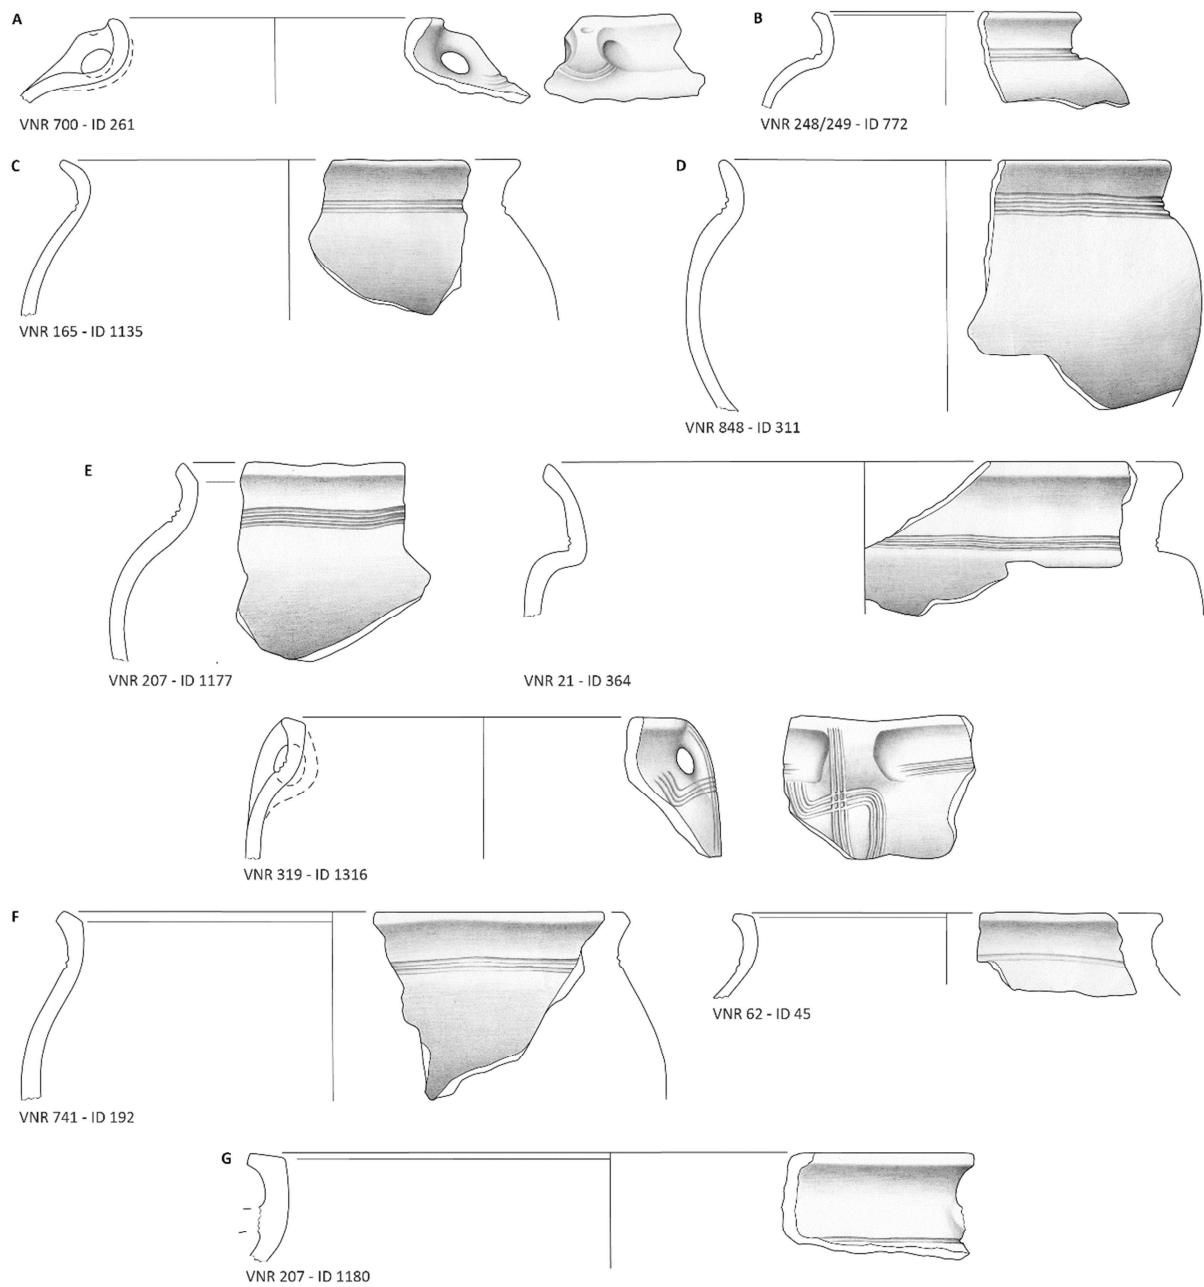 A
B
VNR 700 - ID 261
VNR 248/249 - ID 772
C
D
VNR 165 - ID 1135
VNR 848 - ID 311
E
VNR 207 - ID 1177
VNR 21 - ID 364
VNR 319 - ID 1316
F
VNR 62 - ID 45
VNR 741 - ID 192
G
VNR 207 - ID 1180